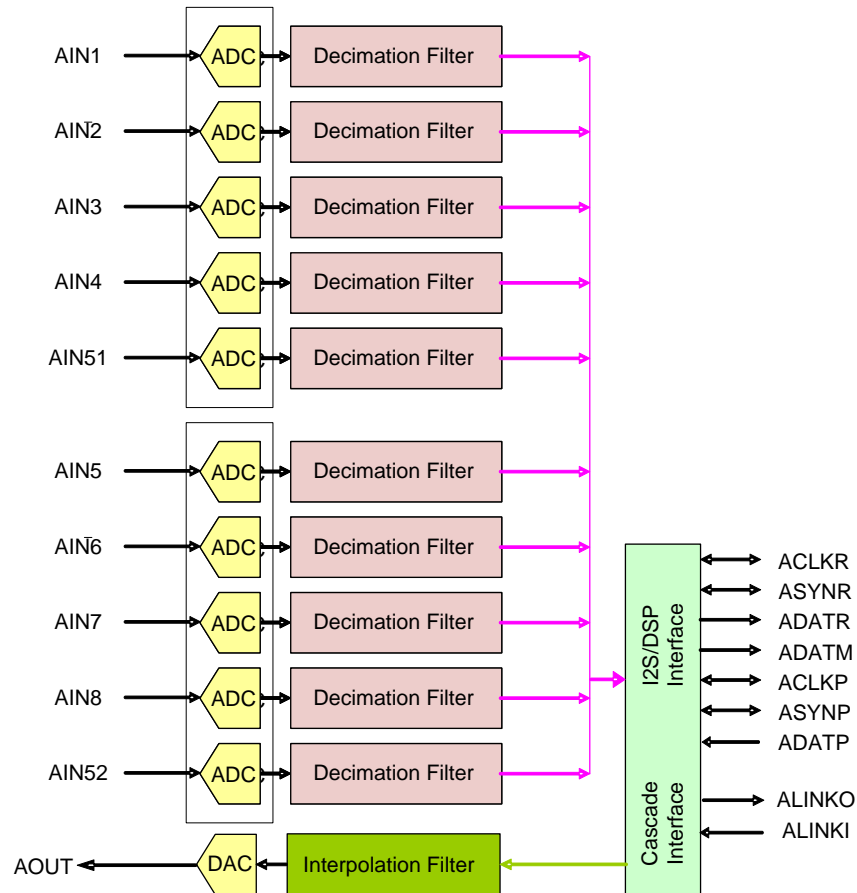 AIN1 ADC Decimation Filter
AIN2 ADC Decimation Filter
AIN3 ADC Decimation Filter
AIN4 ADC Decimation Filter
AIN51 ADC Decimation Filter
AIN5 ADC Decimation Filter
AIN6 ADC Decimation Filter
AIN7 ADC Decimation Filter
AIN8 ADC Decimation Filter
AIN52 ADC Decimation Filter
I2S/DSP
Interface
ACLKR
ASYNR
ADATR
ADATM
ACLKP
ASYNP
ADATP
Cascade
Interface
ALINKO
ALINKI
AOUT DAC Interpolation Filter